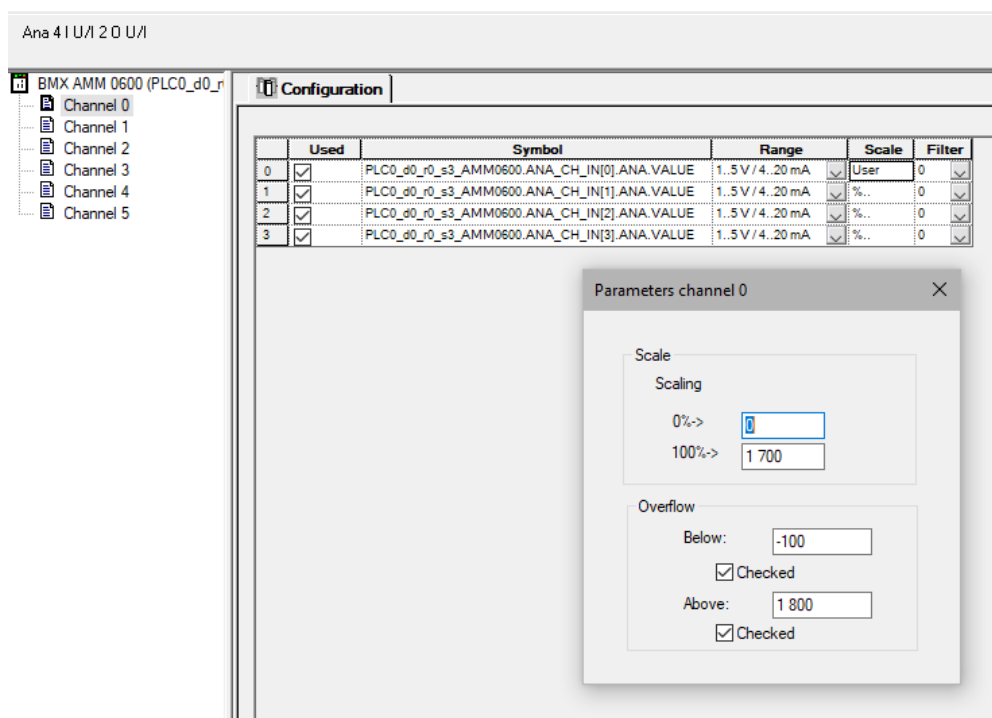 Ana 4 I U/I 2 O U/I
BMX AMM 0600 (PLC0_d0_r
Channel 0
Channel 1
Channel 2
Channel 3
Channel 4
Channel 5
Configuration
Used Symbol Range Scale Filter
0 PLC0_d0_r0_s3_AMM0600.ANA_CH_IN[0].ANA.VALUE 1..5 V / 4..20 mA User 0
1 PLC0_d0_r0_s3_AMM0600.ANA_CH_IN[1].ANA.VALUE 1..5 V / 4..20 mA %.. 0
2 PLC0_d0_r0_s3_AMM0600.ANA_CH_IN[2].ANA.VALUE 1..5 V / 4..20 mA %.. 0
3 PLC0_d0_r0_s3_AMM0600.ANA_CH_IN[3].ANA.VALUE 1..5 V / 4..20 mA %.. 0
Parameters channel 0
Scale
Scaling
0%-> 0
100%-> 1 700
Overflow
Below: -100
Checked
Above: 1 800
Checked